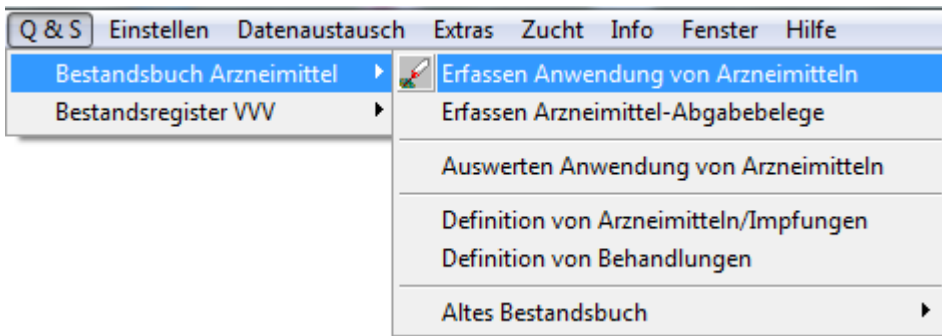 Q & S Einstellen Datenaustausch Extras Zucht Info Fenster Hilfe
Bestandsbuch Arzneimittel
Bestandsregister VVV
Erfassen Anwendung von Arzneimitteln
Erfassen Arzneimittel-Abgabebelege
Auswerten Anwendung von Arzneimitteln
Definition von Arzneimitteln/Impfungen
Definition von Behandlungen
Altes Bestandsbuch